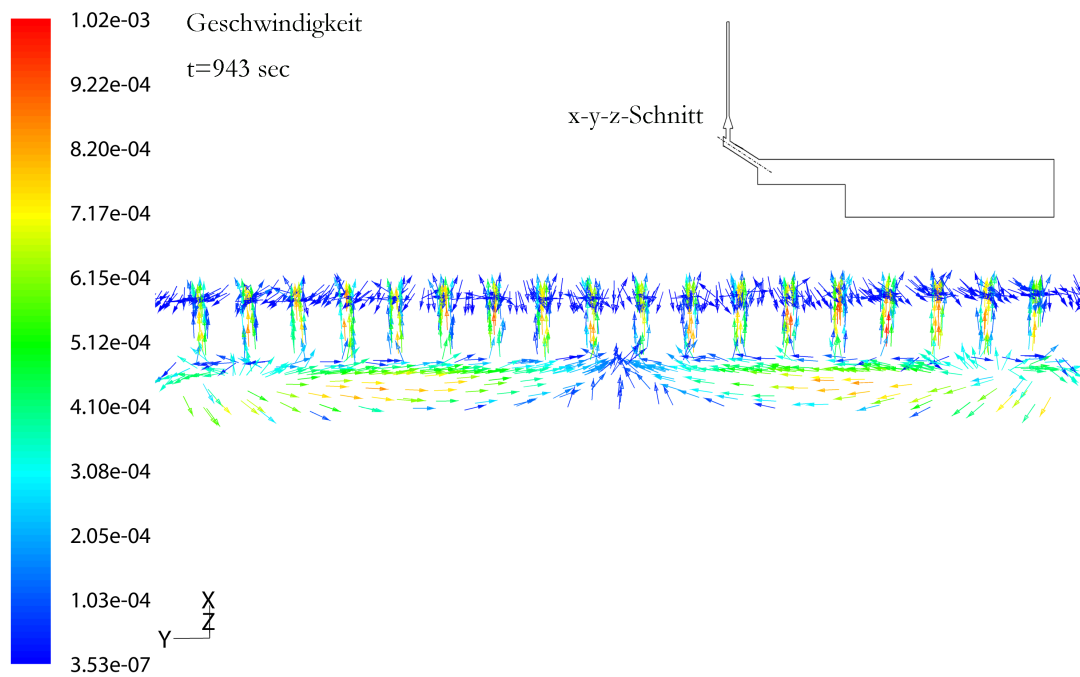 Geschwindigkeit
t=943 sec
x-y-z-Schnitt
1.02e-03
9.22e-04
8.20e-04
7.17e-04
6.15e-04
5.12e-04
4.10e-04
3.08e-04
2.05e-04
1.03e-04
3.53e-07
X
Z
Y